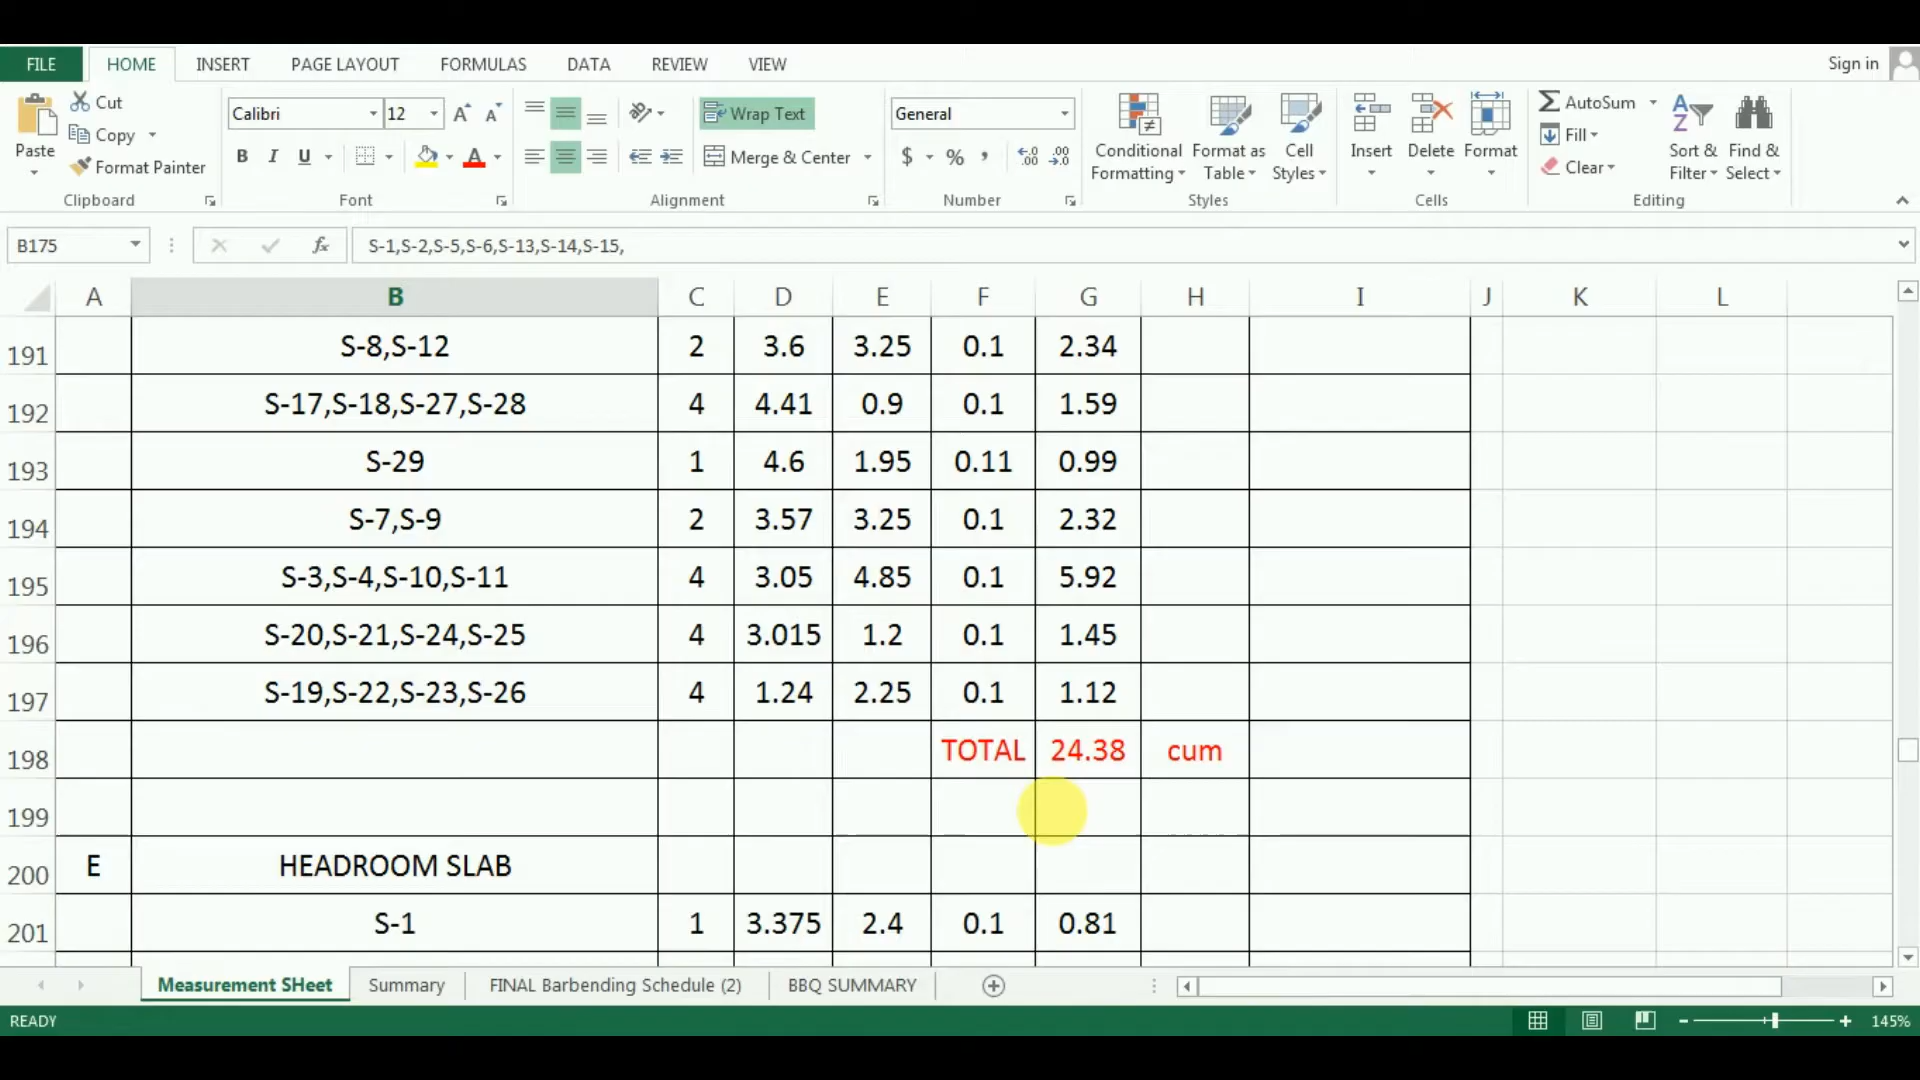 FILE HOME INSERT PAGE LAYOUT FORMULAS DATA REVIEW VIEW Sign in
Cut
Copy
Format Painter
Paste
Clipboard
Calibri 12
B I U
Font
Wrap Text
Merge & Center
Alignment
General
$ % ,
Number
Conditional Formatting
Format as Table
Cell Styles
Styles
Insert Delete Format
Cells
AutoSum
Fill
Clear
Sort & Filter
Find & Select
Editing
B175 fx S-1,S-2,S-5,S-6,S-13,S-14,S-15,
A B C D E F G H I J K L
191 S-8,S-12 2 3.6 3.25 0.1 2.34
192 S-17,S-18,S-27,S-28 4 4.41 0.9 0.1 1.59
193 S-29 1 4.6 1.95 0.11 0.99
194 S-7,S-9 2 3.57 3.25 0.1 2.32
195 S-3,S-4,S-10,S-11 4 3.05 4.85 0.1 5.92
196 S-20,S-21,S-24,S-25 4 3.015 1.2 0.1 1.45
197 S-19,S-22,S-23,S-26 4 1.24 2.25 0.1 1.12
198 TOTAL 24.38 cum
199
200 E HEADROOM SLAB
201 S-1 1 3.375 2.4 0.1 0.81
Measurement SHeet Summary FINAL Barbending Schedule (2) BBQ SUMMARY
READY 145%